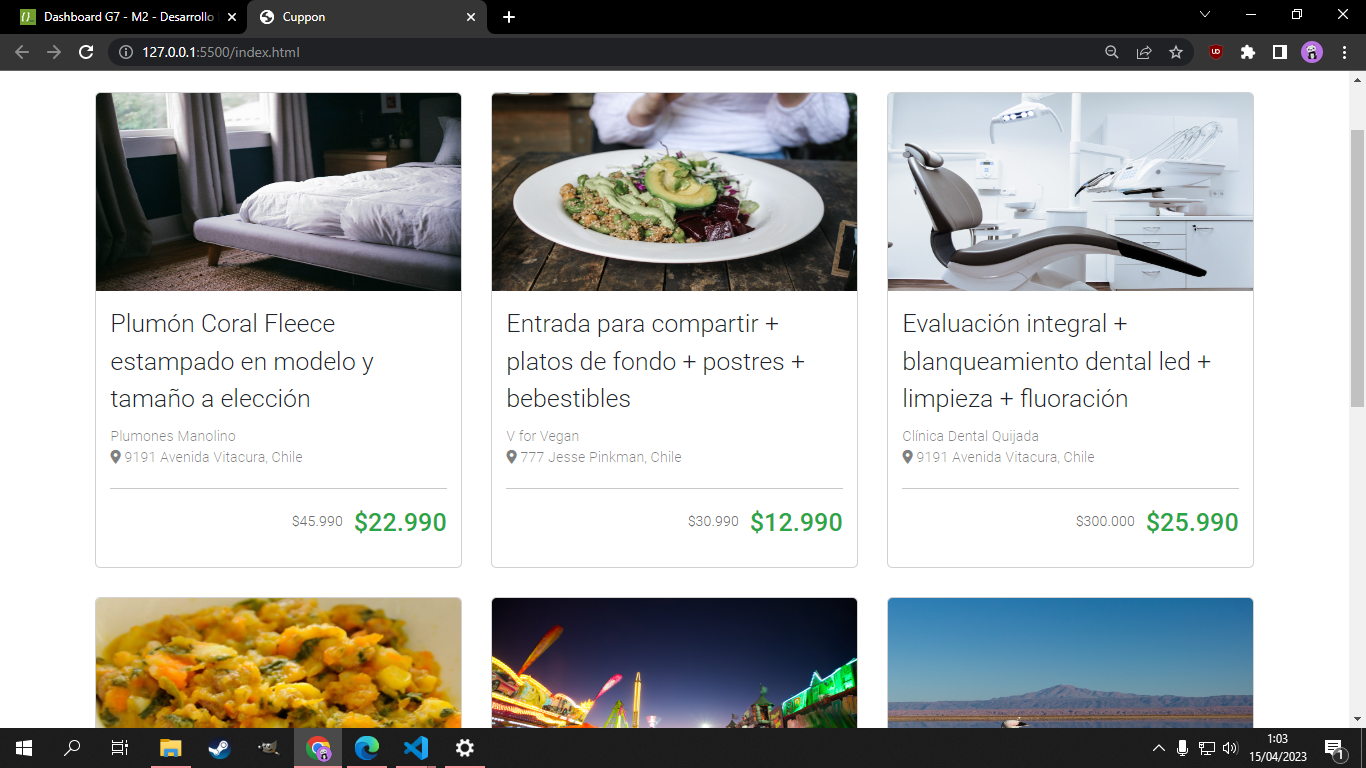 Dashboard G7 - M2 - Desarrollo
Cuppon
127.0.0.1:5500/index.html
Plumón Coral Fleece
estampado en modelo y
tamaño a elección
Plumones Manolino
9191 Avenida Vitacura, Chile
$45.990 $22.990
Entrada para compartir +
platos de fondo + postres +
bebestibles
V for Vegan
777 Jesse Pinkman, Chile
$30.990 $12.990
Evaluación integral +
blanqueamiento dental led +
limpieza + fluoración
Clínica Dental Quijada
9191 Avenida Vitacura, Chile
$300.000 $25.990
1:03
15/04/2023
1